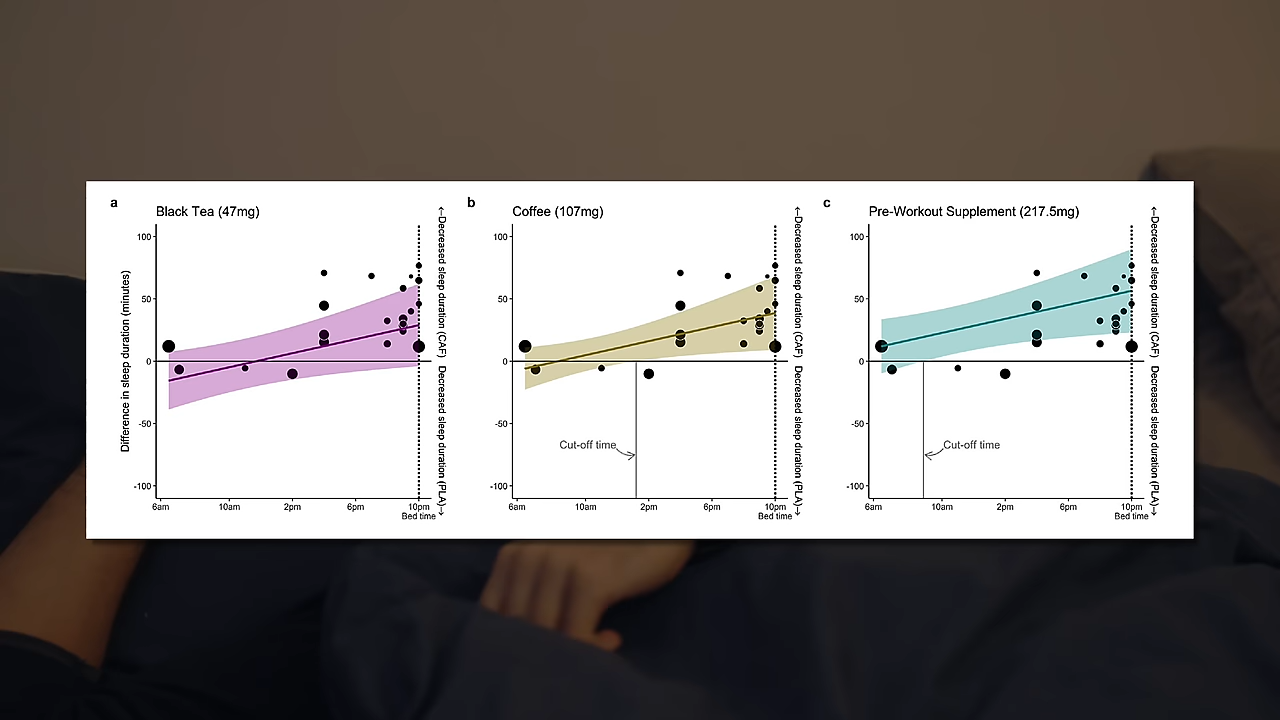 a
Black Tea (47mg)
Difference in sleep duration (minutes)
100
50
0
-50
-100
6am
10am
2pm
6pm
10pm
Bed time
←Decreased sleep duration (PLA)
Decreased sleep duration (CAF)→
b
Coffee (107mg)
100
50
0
-50
-100
Cut-off time
6am
10am
2pm
6pm
10pm
Bed time
←Decreased sleep duration (CAF)
Decreased sleep duration (PLA)→
c
Pre-Workout Supplement (217.5mg)
100
50
0
-50
-100
Cut-off time
6am
10am
2pm
6pm
10pm
Bed time
←Decreased sleep duration (CAF)
Decreased sleep duration (PLA)→